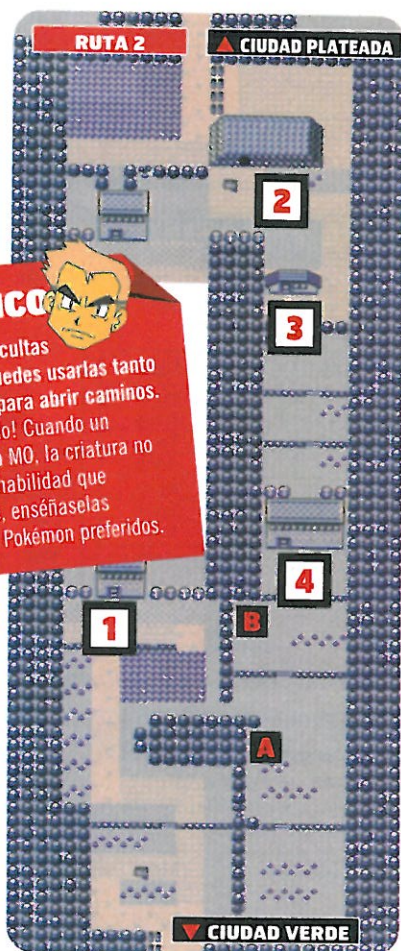 RUTA 2
▲ CIUDAD PLATEADA
2
3
cultas
uedes usarlas tanto
para abrir caminos.
o! Cuando un
MO, la criatura no
habilidad que
, enséñaselas
Pokémon preferidos.
4
1
B
A
▼ CIUDAD VERDE